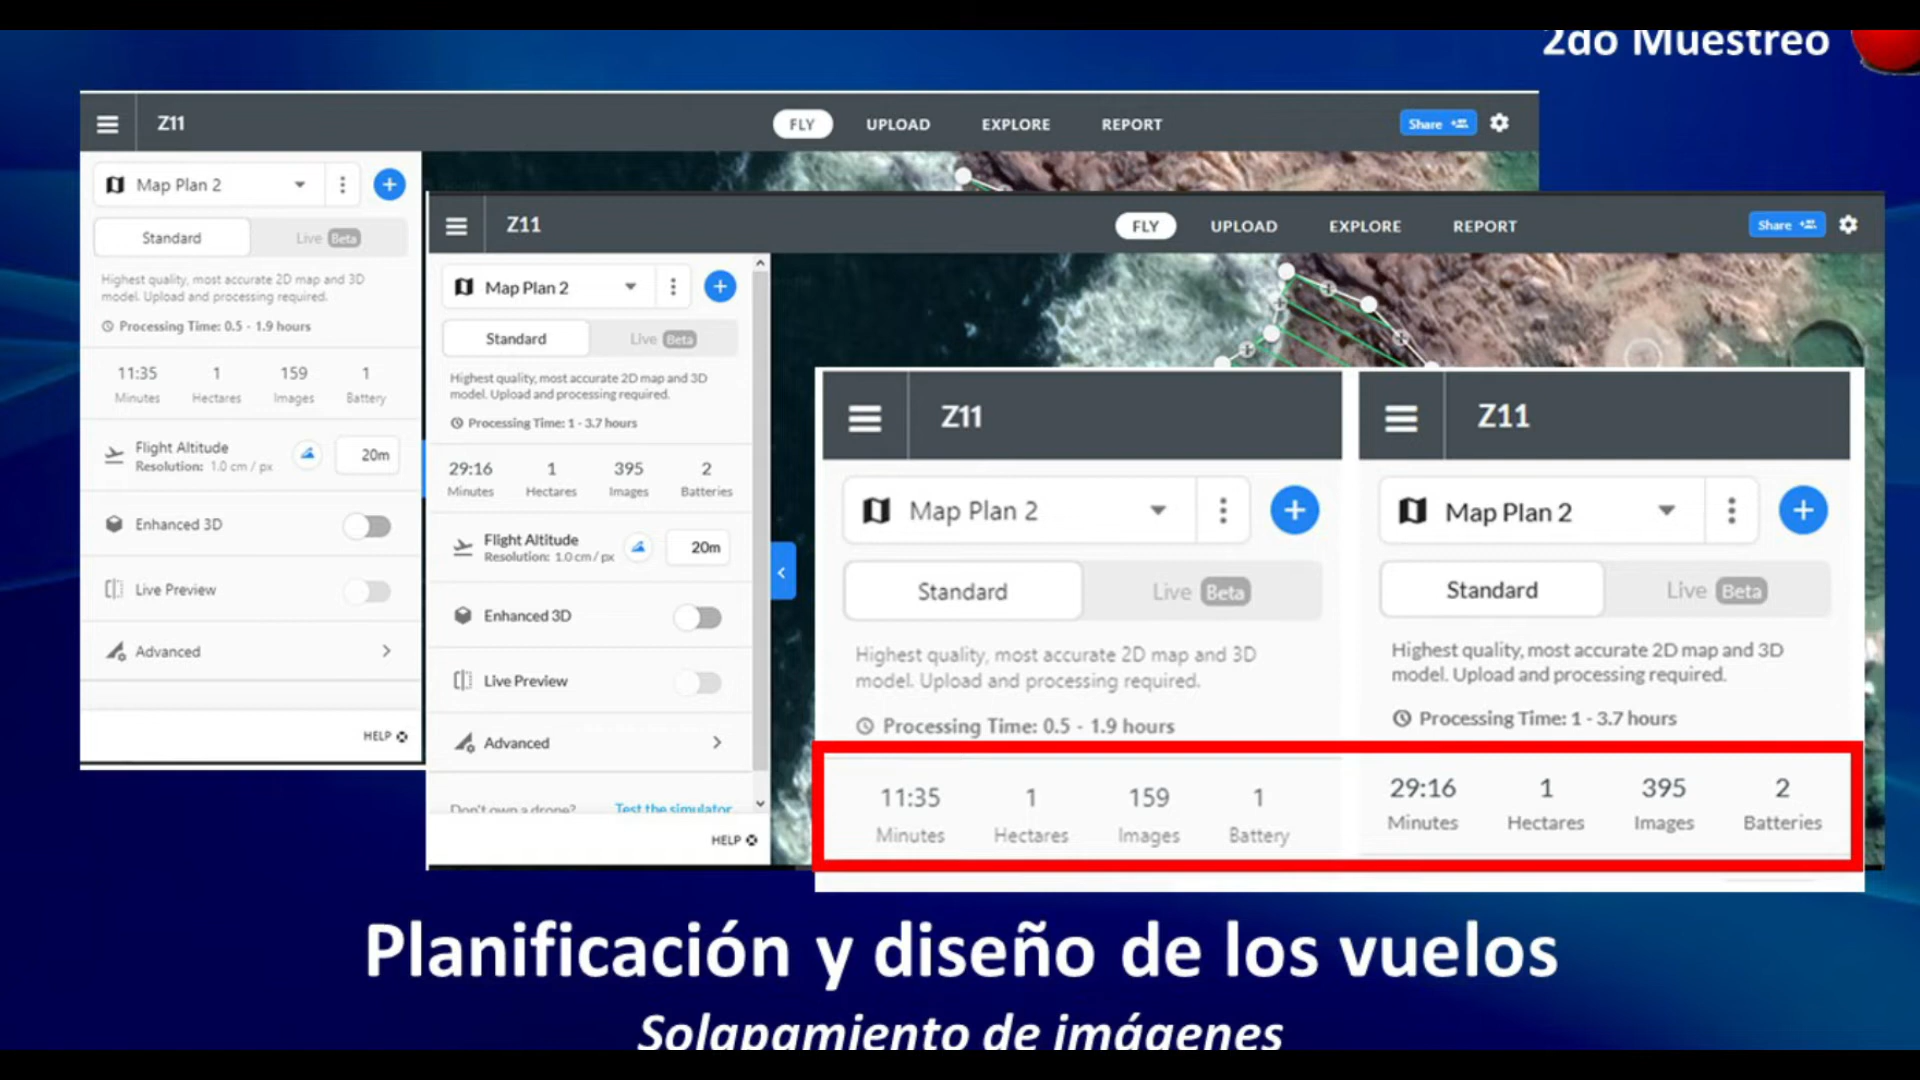 2do Muestreo
Z11
FLY UPLOAD EXPLORE REPORT
Share
Map Plan 2
Standard Live Beta
Highest quality, most accurate 2D map and 3D
model. Upload and processing required.
Processing Time: 0.5 - 1.9 hours
11:35 1 159 1
Minutes Hectares Images Battery
Flight Altitude
Resolution: 1.0 cm / px
20m
Enhanced 3D
Live Preview
Advanced
HELP
Z11
FLY UPLOAD EXPLORE REPORT
Share
Map Plan 2
Standard Live Beta
Highest quality, most accurate 2D map and 3D
model. Upload and processing required.
Processing Time: 1 - 3.7 hours
29:16 1 395 2
Minutes Hectares Images Batteries
Flight Altitude
Resolution: 1.0 cm / px
20m
Enhanced 3D
Live Preview
Advanced
Don't own a drone? Test the simulator
HELP
Z11
Map Plan 2
Standard Live Beta
Highest quality, most accurate 2D map and 3D
model. Upload and processing required.
Processing Time: 0.5 - 1.9 hours
11:35 1 159 1
Minutes Hectares Images Battery
Z11
Map Plan 2
Standard Live Beta
Highest quality, most accurate 2D map and 3D
model. Upload and processing required.
Processing Time: 1 - 3.7 hours
29:16 1 395 2
Minutes Hectares Images Batteries
Planificación y diseño de los vuelos
Solapamiento de imágenes